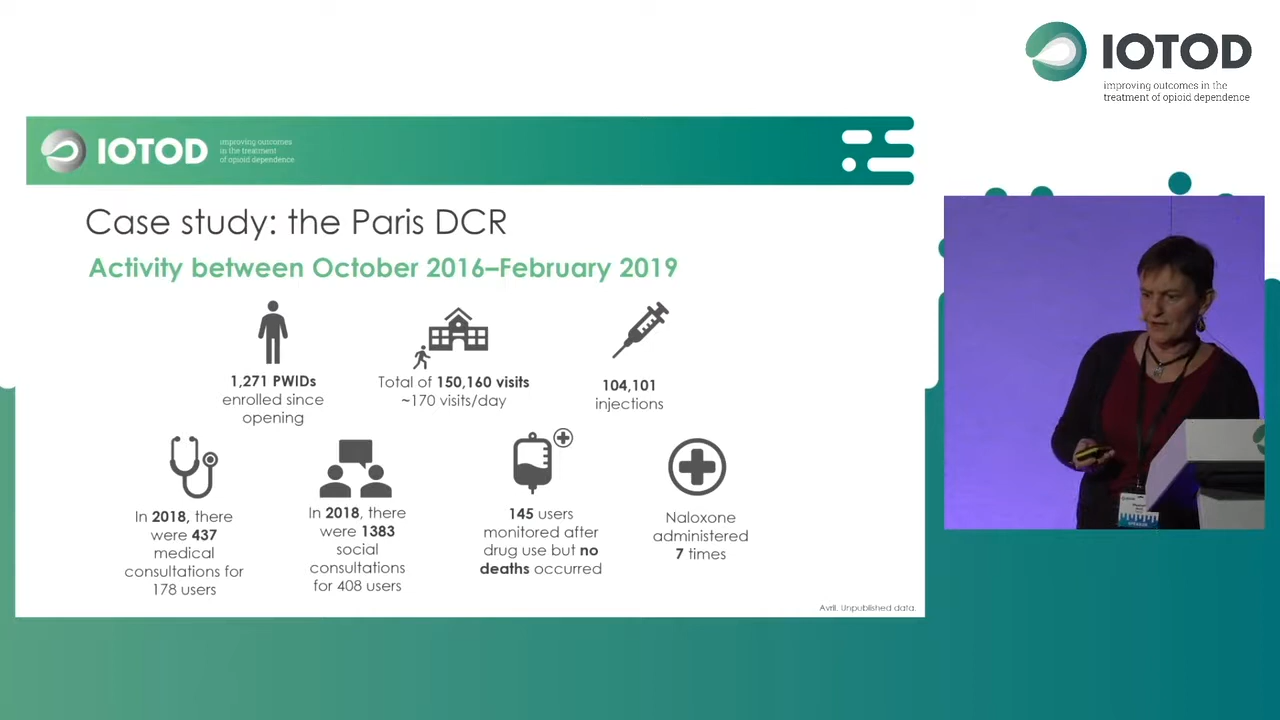 IOTOD
improving outcomes in the
treatment of opioid dependence
IOTOD
improving outcomes
in the treatment
of opioid dependence
Case study: the Paris DCR
Activity between October 2016–February 2019
1,271 PWIDs
enrolled since
opening
Total of 150,160 visits
~170 visits/day
104,101
injections
In 2018, there
were 437
medical
consultations for
178 users
In 2018, there
were 1383
social
consultations
for 408 users
145 users
monitored after
drug use but no
deaths occurred
Naloxone
administered
7 times
Avril. Unpublished data.